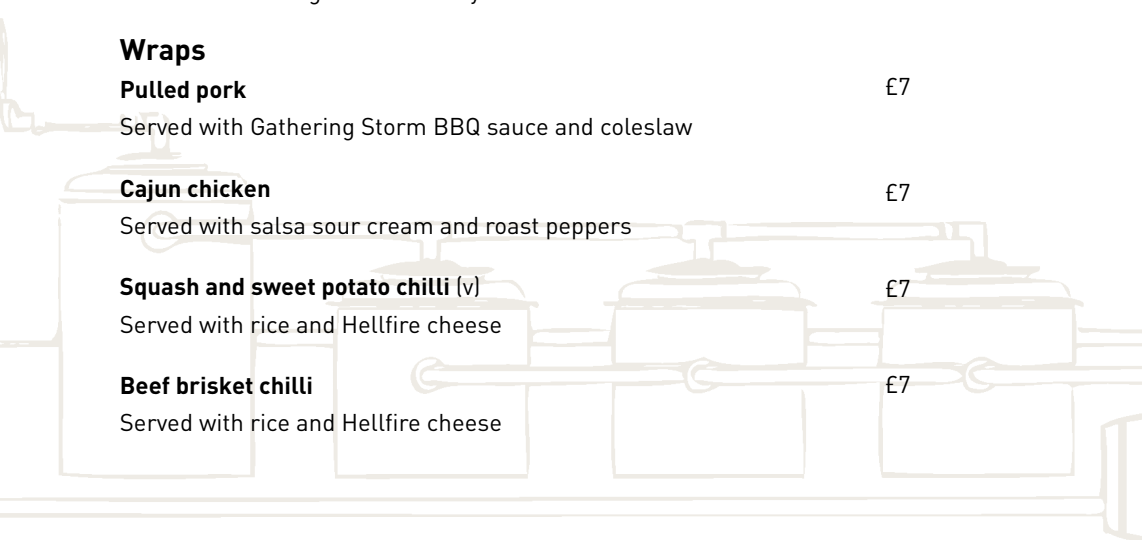 Wraps
Pulled pork £7
Served with Gathering Storm BBQ sauce and coleslaw
Cajun chicken £7
Served with salsa sour cream and roast peppers
Squash and sweet potato chilli (v) £7
Served with rice and Hellfire cheese
Beef brisket chilli £7
Served with rice and Hellfire cheese